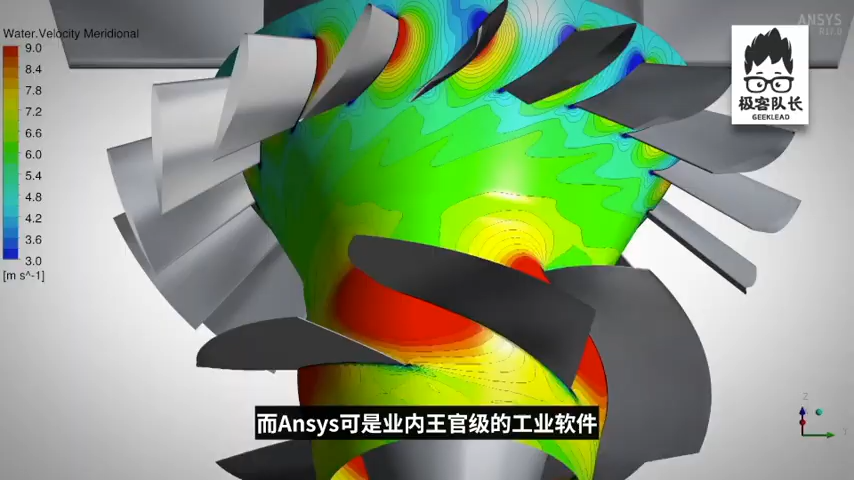 Water.Velocity Meridional
9.0
8.4
7.8
7.2
6.6
6.0
5.4
4.8
4.2
3.6
3.0
[m s^-1]
ANSYS
R17.0
极客队长
GEEKLEAD
Z
Y
而Ansys可是业内王官级的工业软件